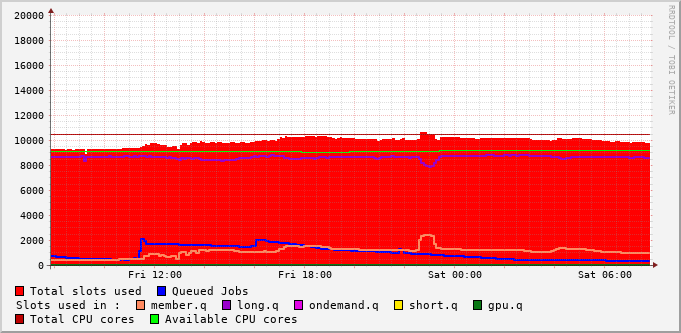 20000
18000
16000
14000
12000
10000
8000
6000
4000
2000
0
Fri 12:00 Fri 18:00 Sat 00:00 Sat 06:00
Total slots used Queued Jobs
Slots used in : member.q long.q ondemand.q short.q gpu.q
Total CPU cores Available CPU cores
RRDTOOL / TOBI OETIKER